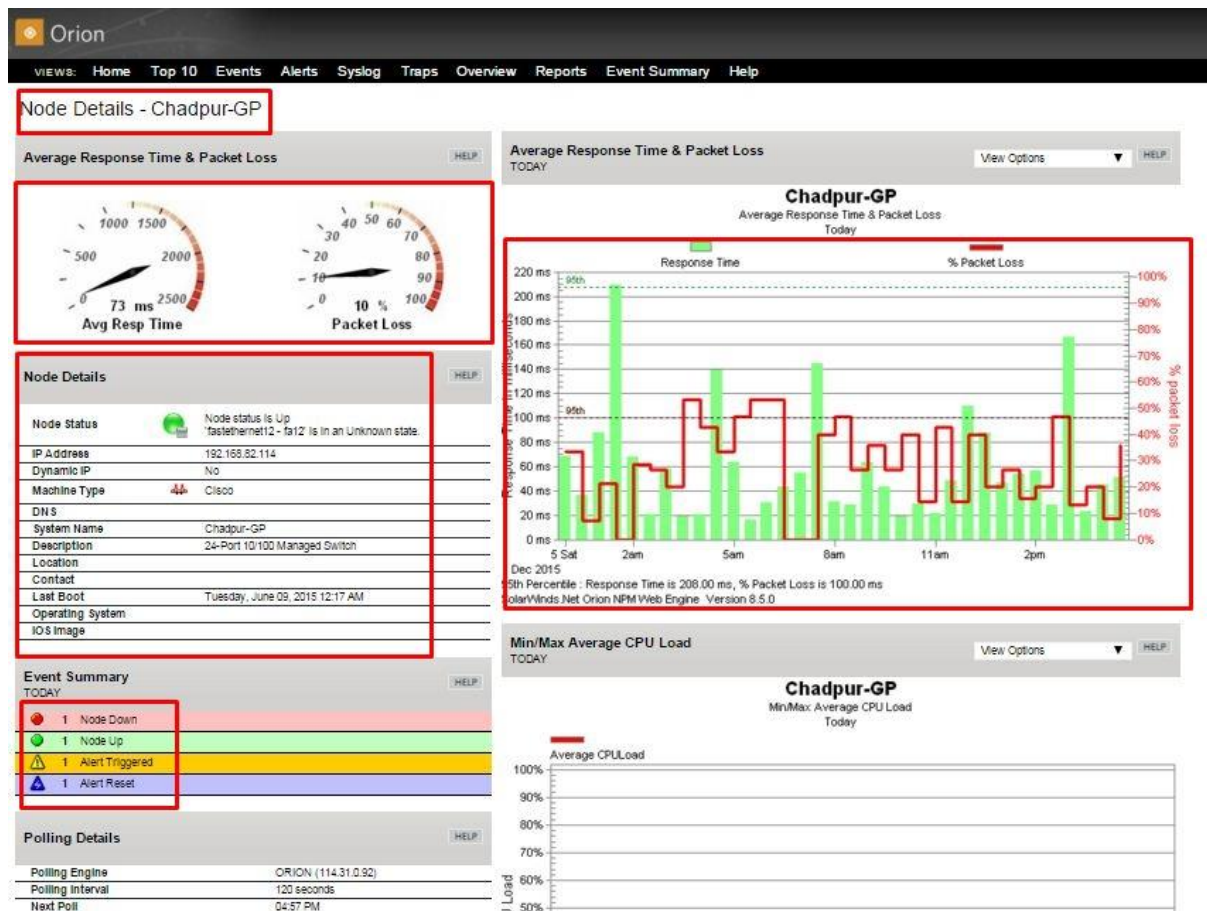 Orion
VIEWS: Home Top 10 Events Alerts Syslog Traps Overview Reports Event Summary Help
Node Details - Chadpur-GP
Average Response Time & Packet Loss HELP
0 500 1000 1500 2000 2500
73 ms
Avg Resp Time
0 10 20 30 40 50 60 70 80 90 100
10 %
Packet Loss
Node Details HELP
Node Status Node status is Up
'fastethernet12 - fa12' is in an Unknown state.
IP Address 192.168.82.114
Dynamic IP No
Machine Type Cisco
DNS
System Name Chadpur-GP
Description 24-Port 10/100 Managed Switch
Location
Contact
Last Boot Tuesday, June 09, 2015 12:17 AM
Operating System
IOS Image
Event Summary HELP
TODAY
1 Node Down
1 Node Up
1 Alert Triggered
1 Alert Reset
Polling Details HELP
Polling Engine ORION (114.31.0.92)
Polling Interval 120 seconds
Next Poll 04:57 PM
Average Response Time & Packet Loss View Options HELP
TODAY
Chadpur-GP
Average Response Time & Packet Loss
Today
Response Time % Packet Loss
Response Time in milliseconds
220 ms
200 ms
180 ms
160 ms
140 ms
120 ms
100 ms
80 ms
60 ms
40 ms
20 ms
0 ms
95th
95th
100%
90%
80%
70%
60%
50%
40%
30%
20%
10%
0%
% packet loss
5 Sat 2am 5am 8am 11am 2pm
Dec 2015
95th Percentile : Response Time is 208.00 ms, % Packet Loss is 100.00 ms
SolarWinds.Net Orion NPM Web Engine Version 8.5.0
Min/Max Average CPU Load View Options HELP
TODAY
Chadpur-GP
Min/Max Average CPU Load
Today
Average CPULoad
100%
90%
80%
70%
60%
50%
Load